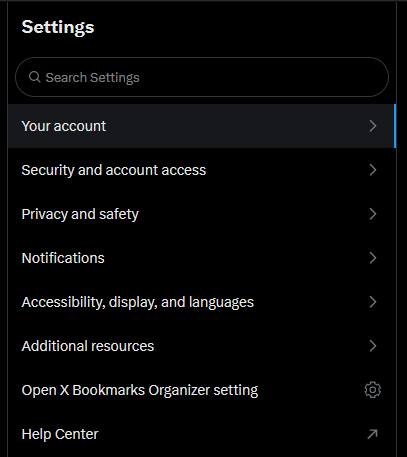 Settings
Search Settings
Your account
Security and account access
Privacy and safety
Notifications
Accessibility, display, and languages
Additional resources
Open X Bookmarks Organizer setting
Help Center